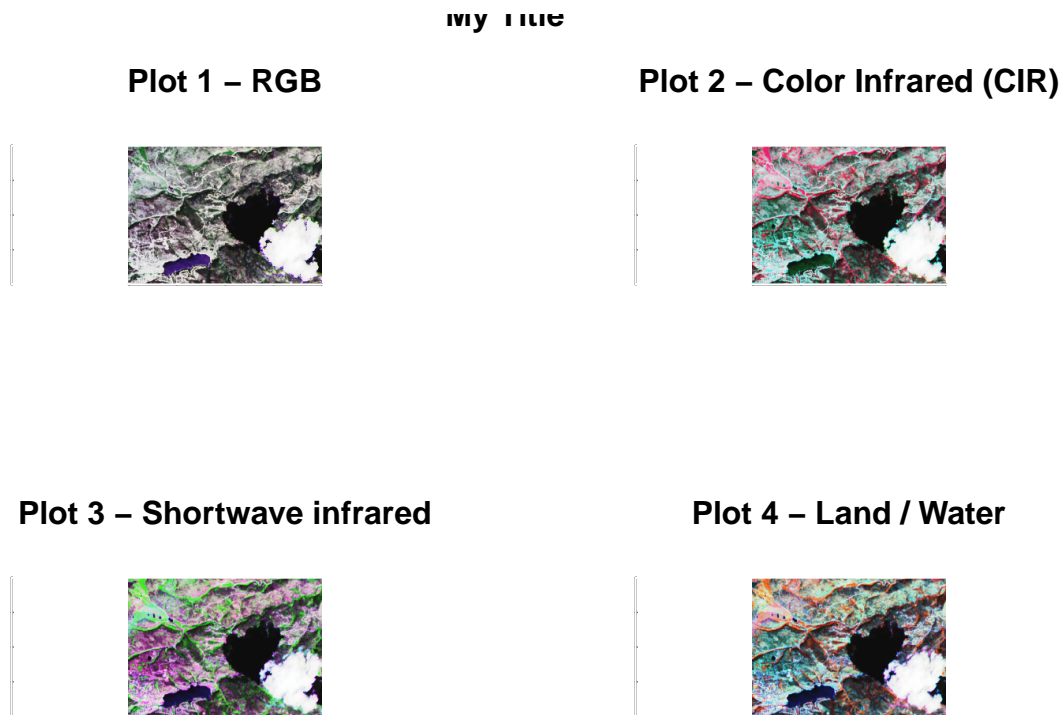 My Title
Plot 1 – RGB
Plot 2 – Color Infrared (CIR)
Plot 3 – Shortwave infrared
Plot 4 – Land / Water